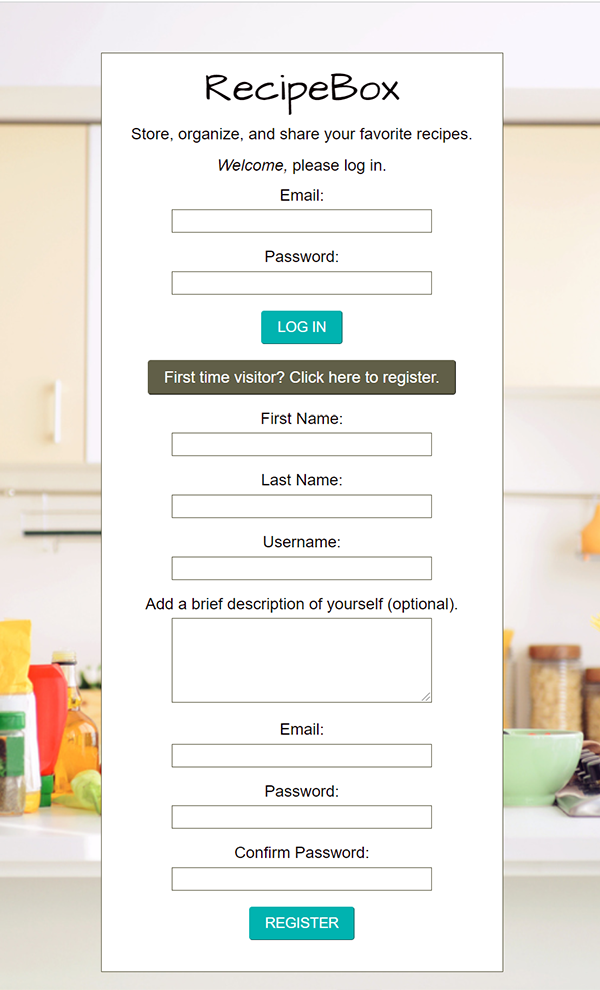 RecipeBox
Store, organize, and share your favorite recipes.
Welcome, please log in.
Email:
Password:
LOG IN
First time visitor? Click here to register.
First Name:
Last Name:
Username:
Add a brief description of yourself (optional).
Email:
Password:
Confirm Password:
REGISTER